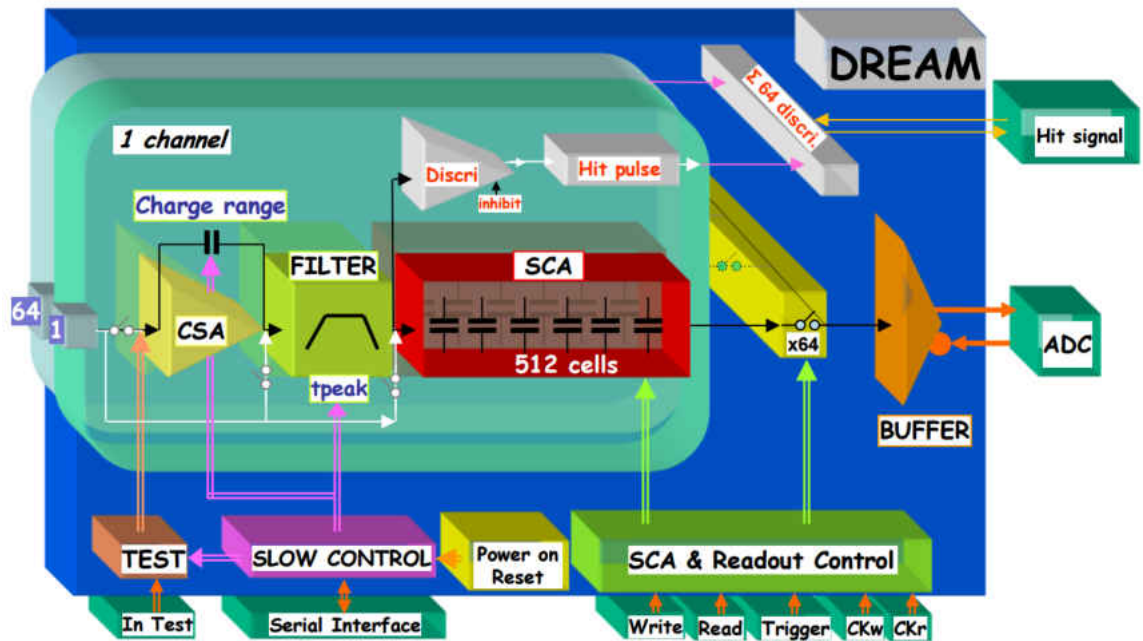 DREAM
1 channel
Σ 64 discri.
Hit signal
Discri
Hit pulse
inhibit
Charge range
FILTER
SCA
64
1
CSA
512 cells
x64
ADC
tpeak
BUFFER
TEST
SLOW CONTROL
Power on
Reset
SCA & Readout Control
In Test
Serial Interface
Write
Read
Trigger
CKw
CKr